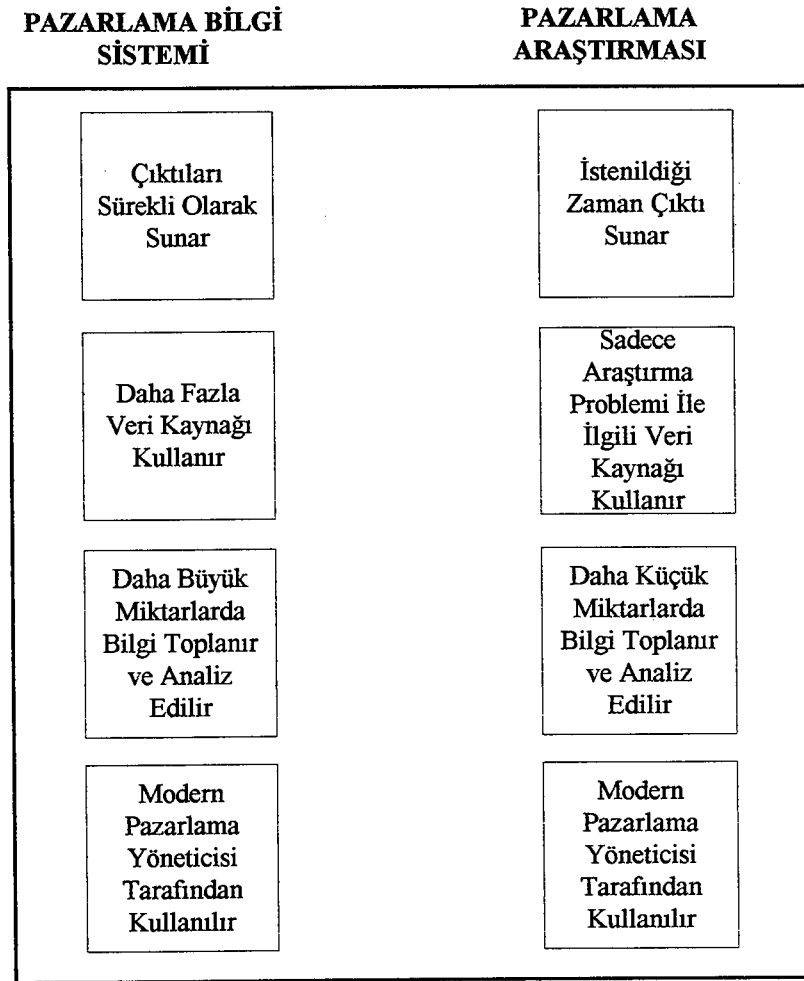 PAZARLAMA BİLGİ
SİSTEMİ
PAZARLAMA
ARAŞTIRMASI
Çıktıları
Sürekli Olarak
Sunar
İstenildiği
Zaman Çıktı
Sunar
Daha Fazla
Veri Kaynağı
Kullanır
Sadece
Araştırma
Problemi İle
İlgili Veri
Kaynağı
Kullanır
Daha Büyük
Miktarlarda
Bilgi Toplanır
ve Analiz
Edilir
Daha Küçük
Miktarlarda
Bilgi Toplanır
ve Analiz
Edilir
Modern
Pazarlama
Yöneticisi
Tarafından
Kullanılır
Modern
Pazarlama
Yöneticisi
Tarafından
Kullanılır